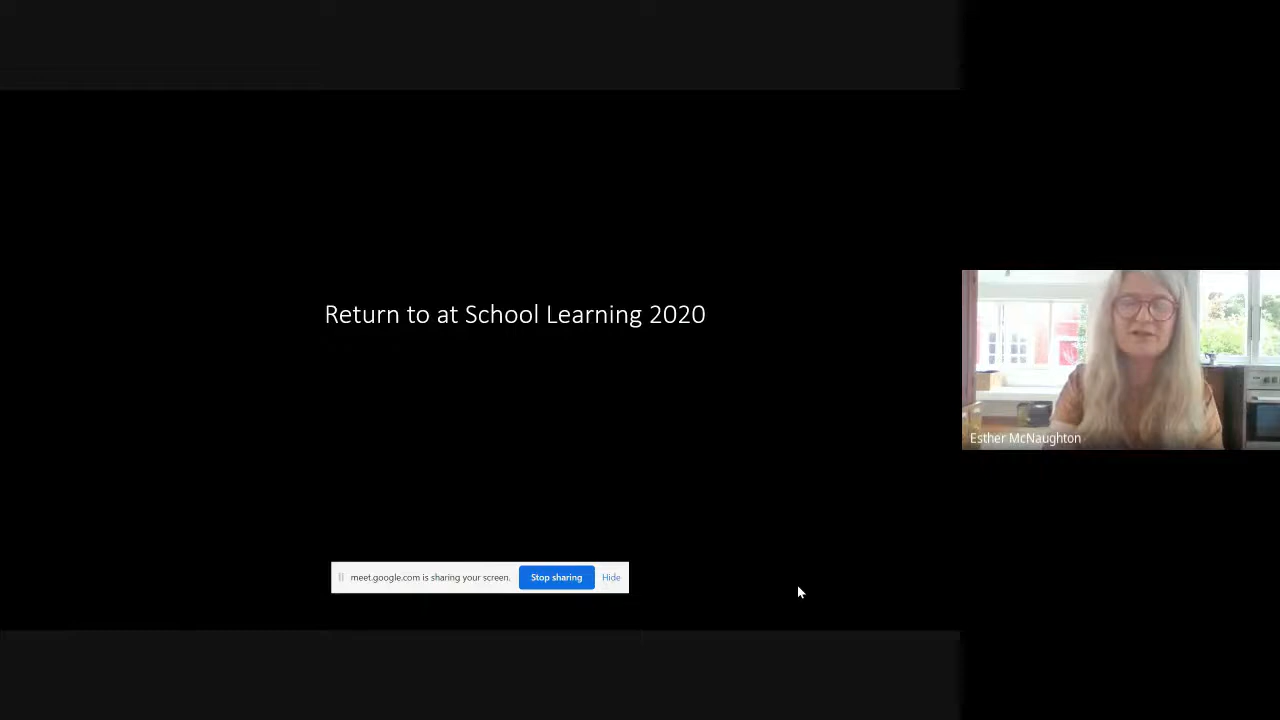 Return to at School Learning 2020
Esther McNaughton
meet.google.com is sharing your screen. Stop sharing Hide